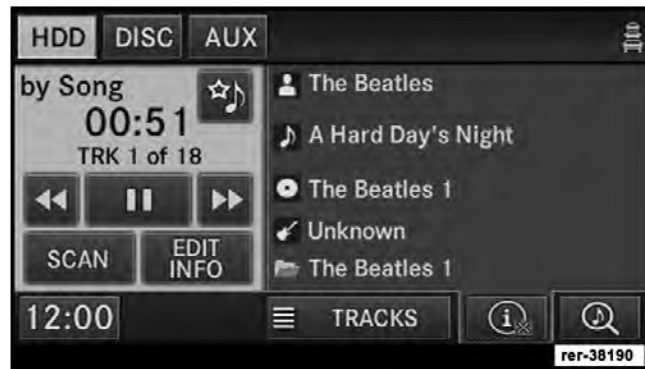 HDD DISC AUX
by Song
00:51
TRK 1 of 18
SCAN
EDIT
INFO
The Beatles
A Hard Day's Night
The Beatles 1
Unknown
The Beatles 1
12:00
TRACKS
rer-38190